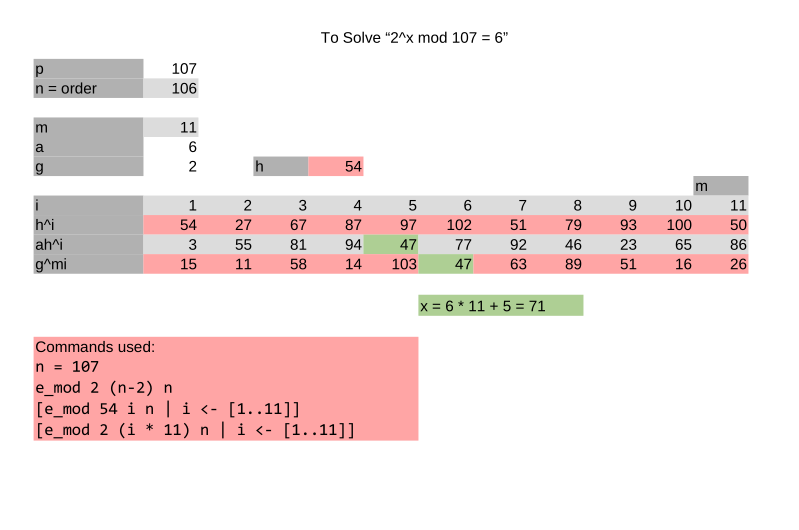 To Solve “2^x mod 107 = 6”
p 107
n = order 106
m 11
a 6
g 2 h 54
m
i 1 2 3 4 5 6 7 8 9 10 11
h^i 54 27 67 87 97 102 51 79 93 100 50
ah^i 3 55 81 94 47 77 92 46 23 65 86
g^mi 15 11 58 14 103 47 63 89 51 16 26
x = 6 * 11 + 5 = 71
Commands used:
n = 107
e_mod 2 (n-2) n
[e_mod 54 i n | i <- [1..11]]
[e_mod 2 (i * 11) n | i <- [1..11]]